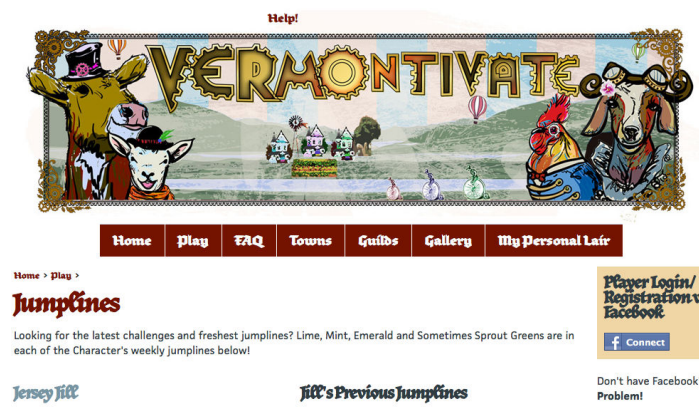 Help!
VERMONTIVATE
Home Play FAQ Towns Guilds Gallery My Personal Lair
Home > Play >
Jumplines
Looking for the latest challenges and freshest jumplines? Lime, Mint, Emerald and Sometimes Sprout Greens are in
each of the Character's weekly jumplines below!
Jersey Jill
Jill's Previous Jumplines
Player Login/
Registration v
Facebook
f Connect
Don't have Facebook
Problem!